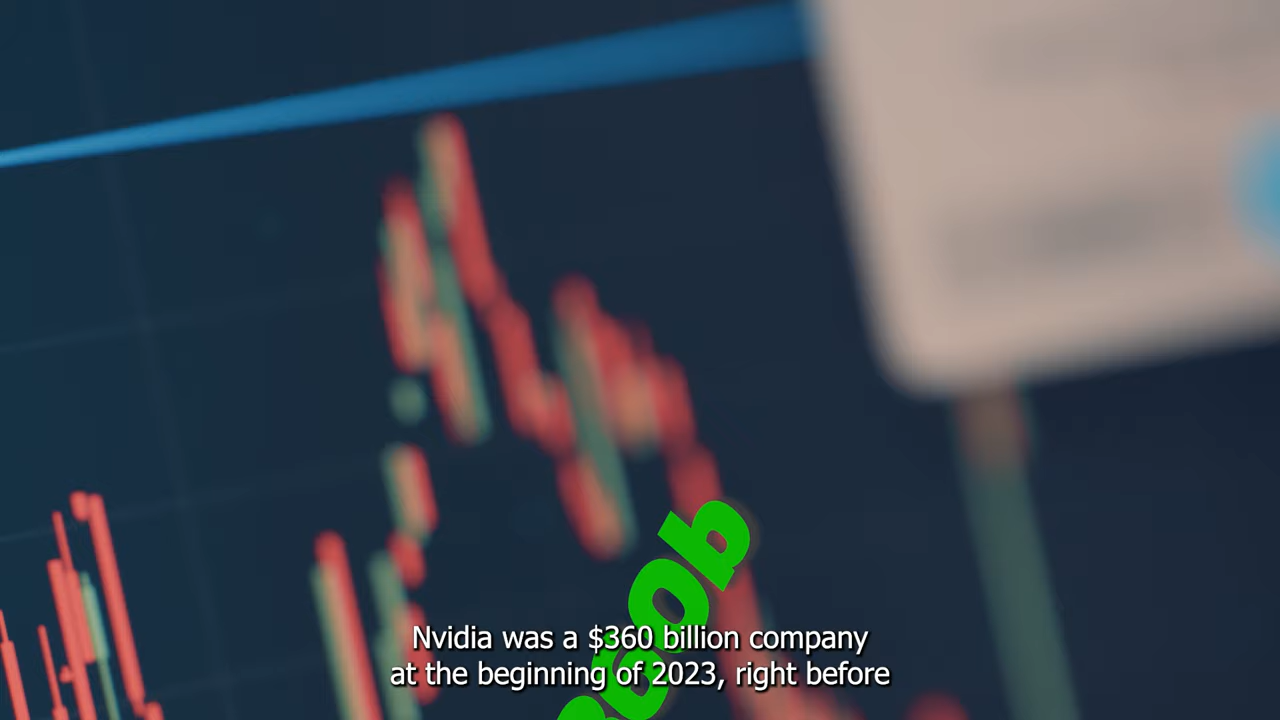 Nvidia was a $360 billion company
at the beginning of 2023, right before